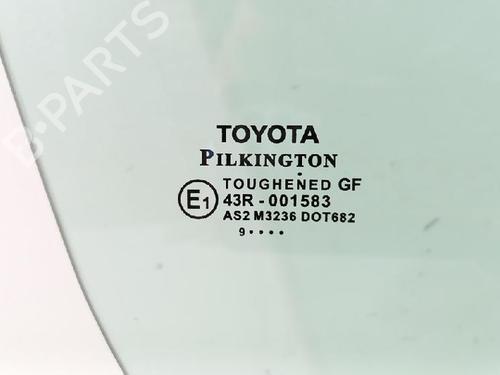 B-PARTS
TOYOTA
PILKINGTON
TOUGHENED GF
E1 43R-001583
AS2 M3236 DOT682
9••••